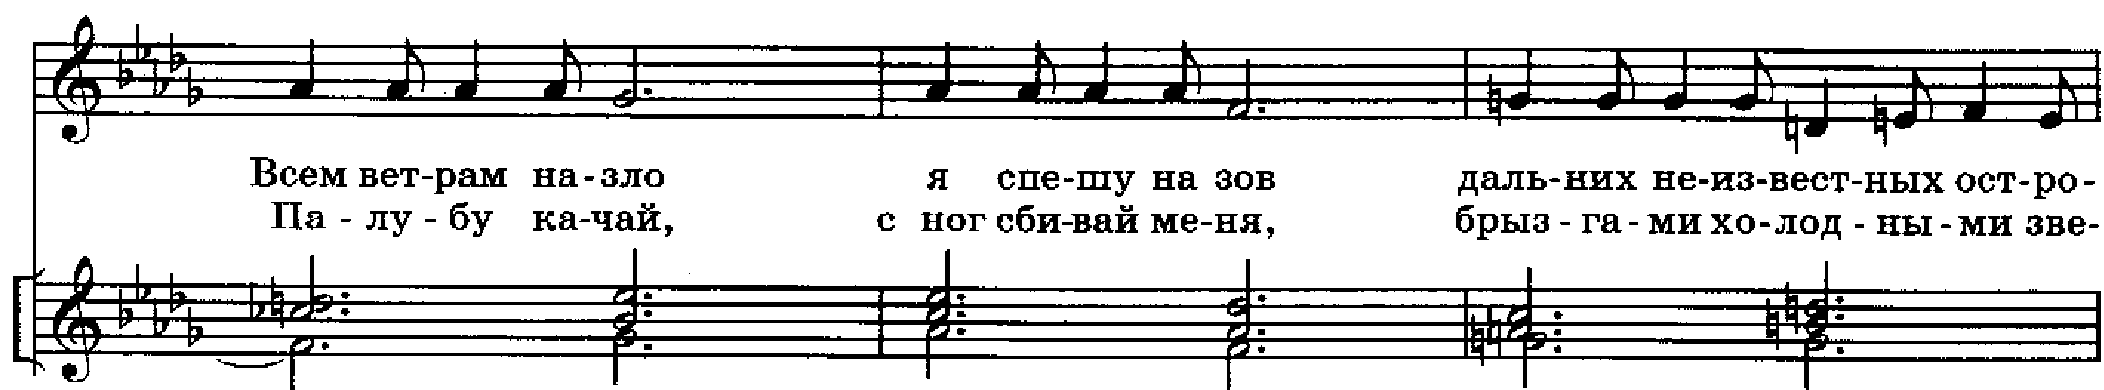 Всем вет-рам на-зло я спе-шу на зов даль-них не-из-вест-ных ост-ро-
Па - лу - бу ка-чай, с ног сби-вай ме-ня, брыз - га - ми хо-лод - ны - ми зве-